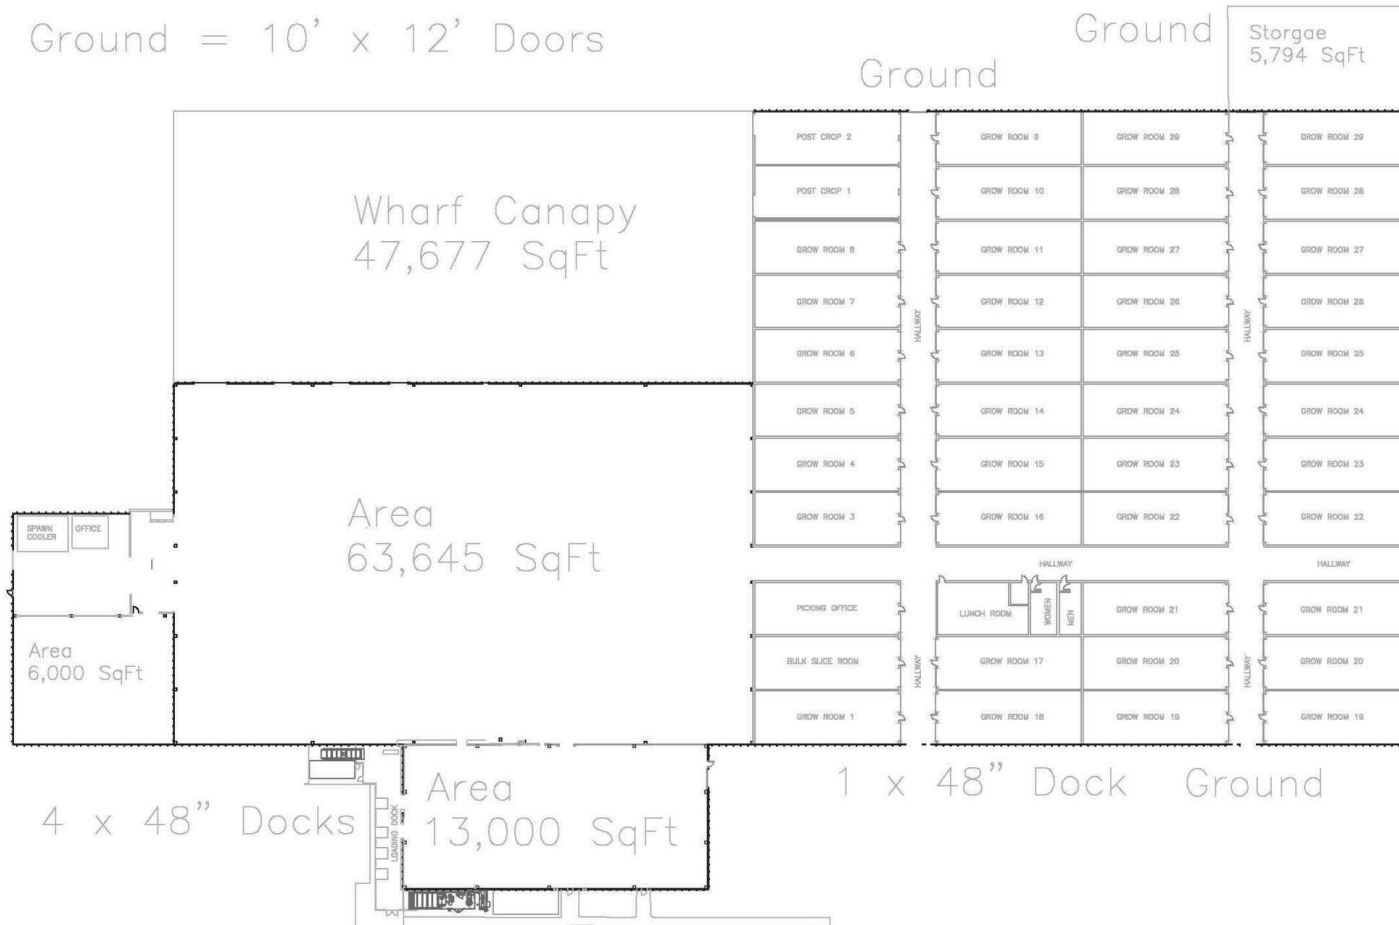 Ground = 10' x 12' Doors
Ground
Storgae
5,794 SqFt
Ground
POST CROP 2
GROW ROOM 9
GROW ROOM 29
GROW ROOM 29
Wharf Canapy
47,677 SqFt
POST CROP 1
GROW ROOM 10
GROW ROOM 28
GROW ROOM 28
GROW ROOM 8
GROW ROOM 11
GROW ROOM 27
GROW ROOM 27
GROW ROOM 7
GROW ROOM 12
GROW ROOM 26
GROW ROOM 26
HALLWAY
HALLWAY
GROW ROOM 6
GROW ROOM 13
GROW ROOM 25
GROW ROOM 25
GROW ROOM 5
GROW ROOM 14
GROW ROOM 24
GROW ROOM 24
GROW ROOM 4
GROW ROOM 15
GROW ROOM 23
GROW ROOM 23
Area
63,645 SqFt
GROW ROOM 3
GROW ROOM 16
GROW ROOM 22
GROW ROOM 22
SPAWN
COOLER
OFFICE
HALLWAY
HALLWAY
PICKING OFFICE
LUNCH ROOM
WOMEN
MEN
GROW ROOM 21
GROW ROOM 21
Area
6,000 SqFt
BULK SLICE ROOM
HALLWAY
GROW ROOM 17
GROW ROOM 20
HALLWAY
GROW ROOM 20
GROW ROOM 1
GROW ROOM 18
GROW ROOM 19
GROW ROOM 19
4 x 48" Docks
LOADING DOCK
Area
13,000 SqFt
1 x 48" Dock
Ground